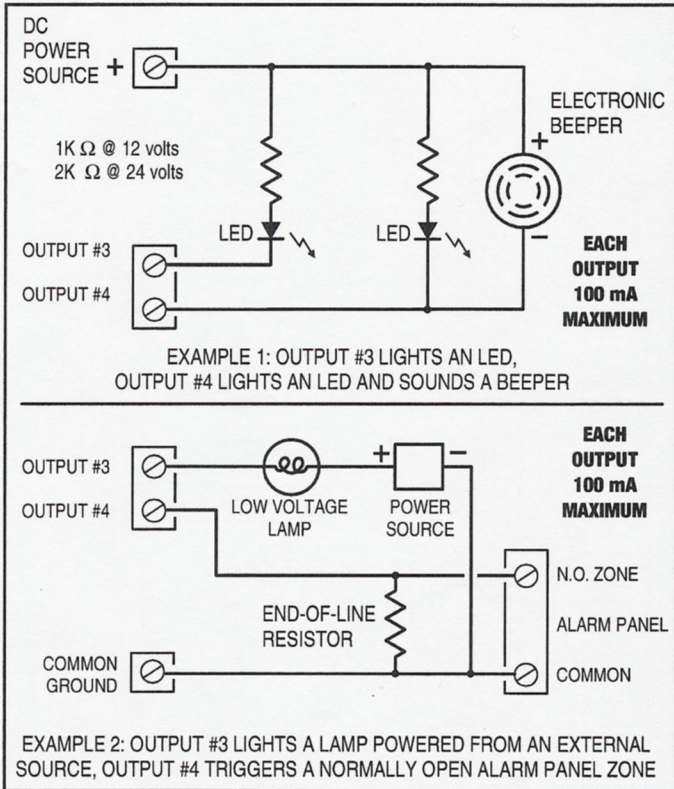 DC
POWER
SOURCE +
ELECTRONIC
BEEPER
+
1K Ω @ 12 volts
2K Ω @ 24 volts
LED
LED
–
OUTPUT #3
OUTPUT #4
EACH
OUTPUT
100 mA
MAXIMUM
EXAMPLE 1: OUTPUT #3 LIGHTS AN LED,
OUTPUT #4 LIGHTS AN LED AND SOUNDS A BEEPER
OUTPUT #3
OUTPUT #4
+ –
LOW VOLTAGE
LAMP
POWER
SOURCE
EACH
OUTPUT
100 mA
MAXIMUM
N.O. ZONE
END-OF-LINE
RESISTOR
ALARM PANEL
COMMON
GROUND
COMMON
EXAMPLE 2: OUTPUT #3 LIGHTS A LAMP POWERED FROM AN EXTERNAL
SOURCE, OUTPUT #4 TRIGGERS A NORMALLY OPEN ALARM PANEL ZONE